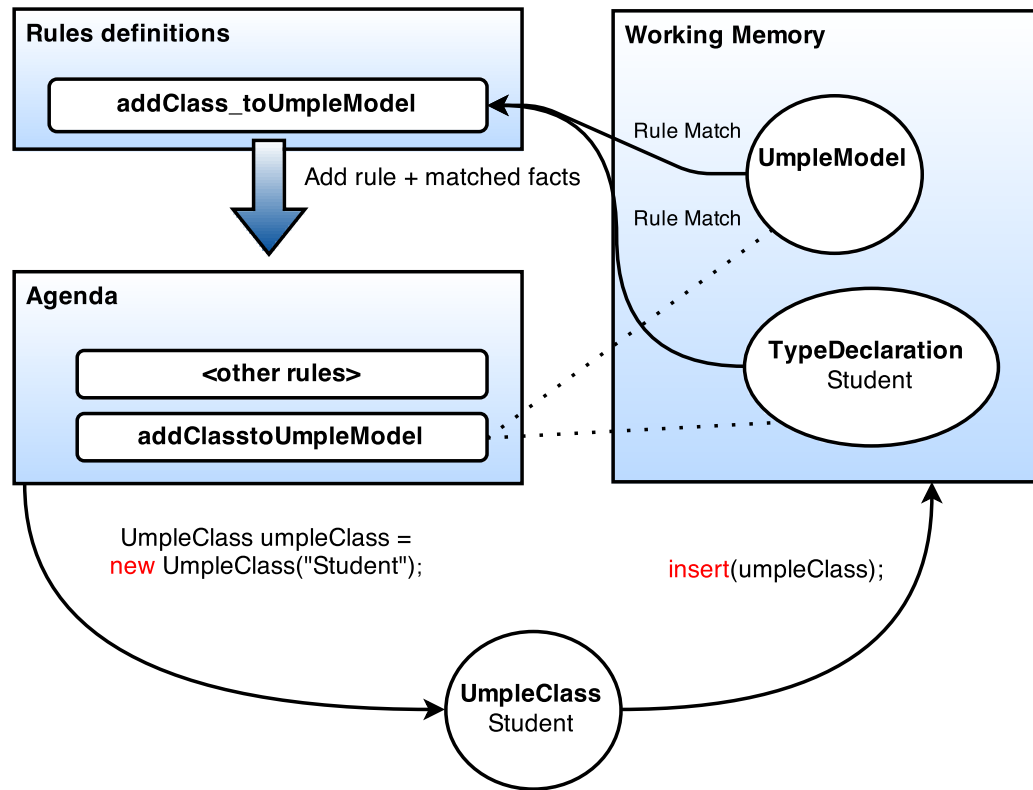 Rules definitions
addClass_toUmpleModel
Add rule + matched facts
Agenda
<other rules>
addClasstoUmpleModel
Working Memory
Rule Match
UmpleModel
Rule Match
TypeDeclaration
Student
UmpleClass umpleClass =
new UmpleClass("Student");
insert(umpleClass);
UmpleClass
Student